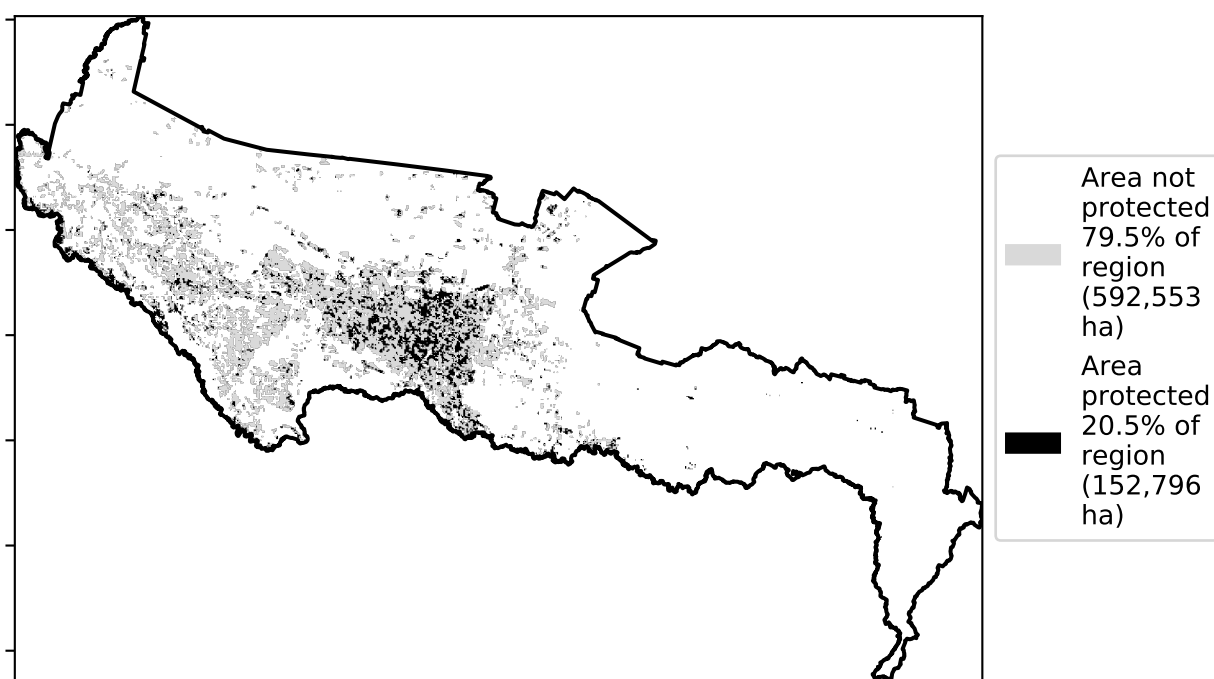 Area not
protected
79.5% of
region
(592,553
ha)
Area
protected
20.5% of
region
(152,796
ha)